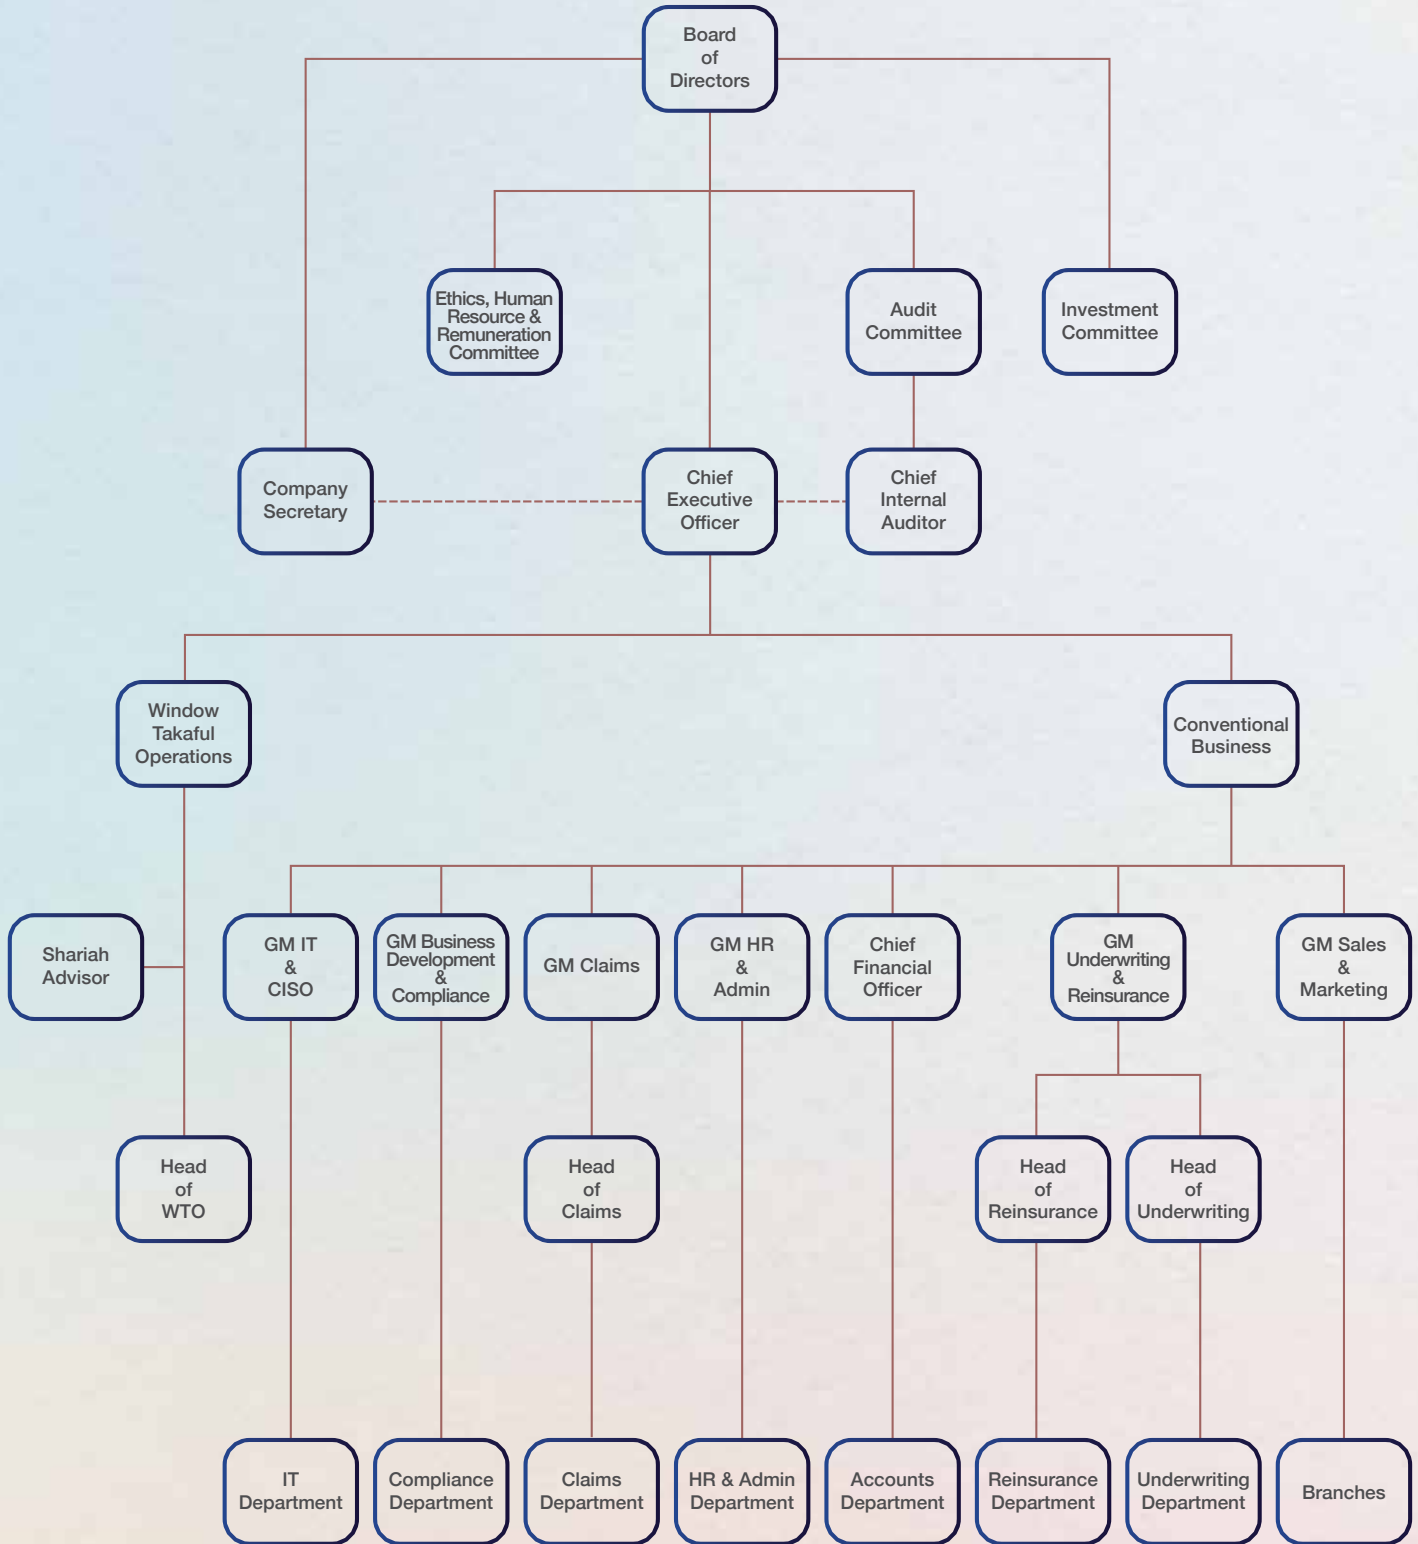 Board
of
Directors
Ethics, Human
Resource &
Remuneration
Committee
Audit
Committee
Investment
Committee
Company
Secretary
Chief
Executive
Officer
Chief
Internal
Auditor
Window
Takaful
Operations
Conventional
Business
Shariah
Advisor
GM IT
&
CISO
GM Business
Development
&
Compliance
GM Claims
GM HR
&
Admin
Chief
Financial
Officer
GM
Underwriting
&
Reinsurance
GM Sales
&
Marketing
Head
of
WTO
Head
of
Claims
Head
of
Reinsurance
Head
of
Underwriting
IT
Department
Compliance
Department
Claims
Department
HR & Admin
Department
Accounts
Department
Reinsurance
Department
Underwriting
Department
Branches